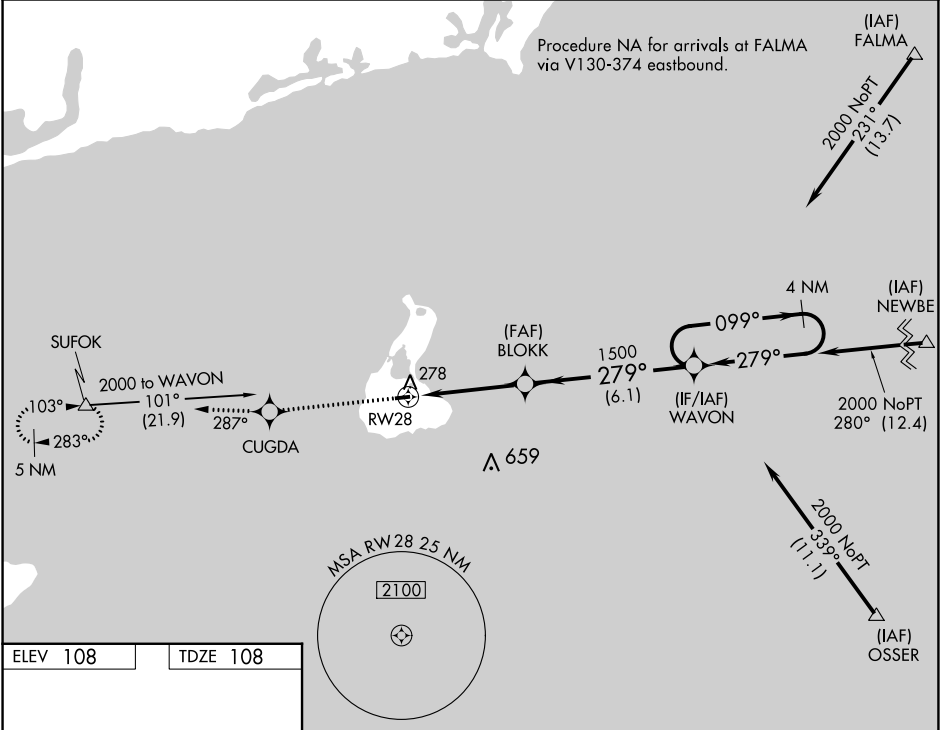 (IAF)
FALMA
Procedure NA for arrivals at FALMA
via V130-374 eastbound.
2000 NoPT
231°
(13.7)
4 NM
(IAF)
NEWBE
099°
279°
(FAF)
BLOKK
1500
279°
(6.1)
(IF/IAF)
WAVON
2000 NoPT
280° (12.4)
SUFOK
2000 to WAVON
101°
(21.9)
103°
283°
5 NM
287°
CUGDA
278
RW28
659
2000 NoPT
339°
(11.1)
(IAF)
OSSER
MSA RW28 25 NM
2100
ELEV 108
TDZE 108